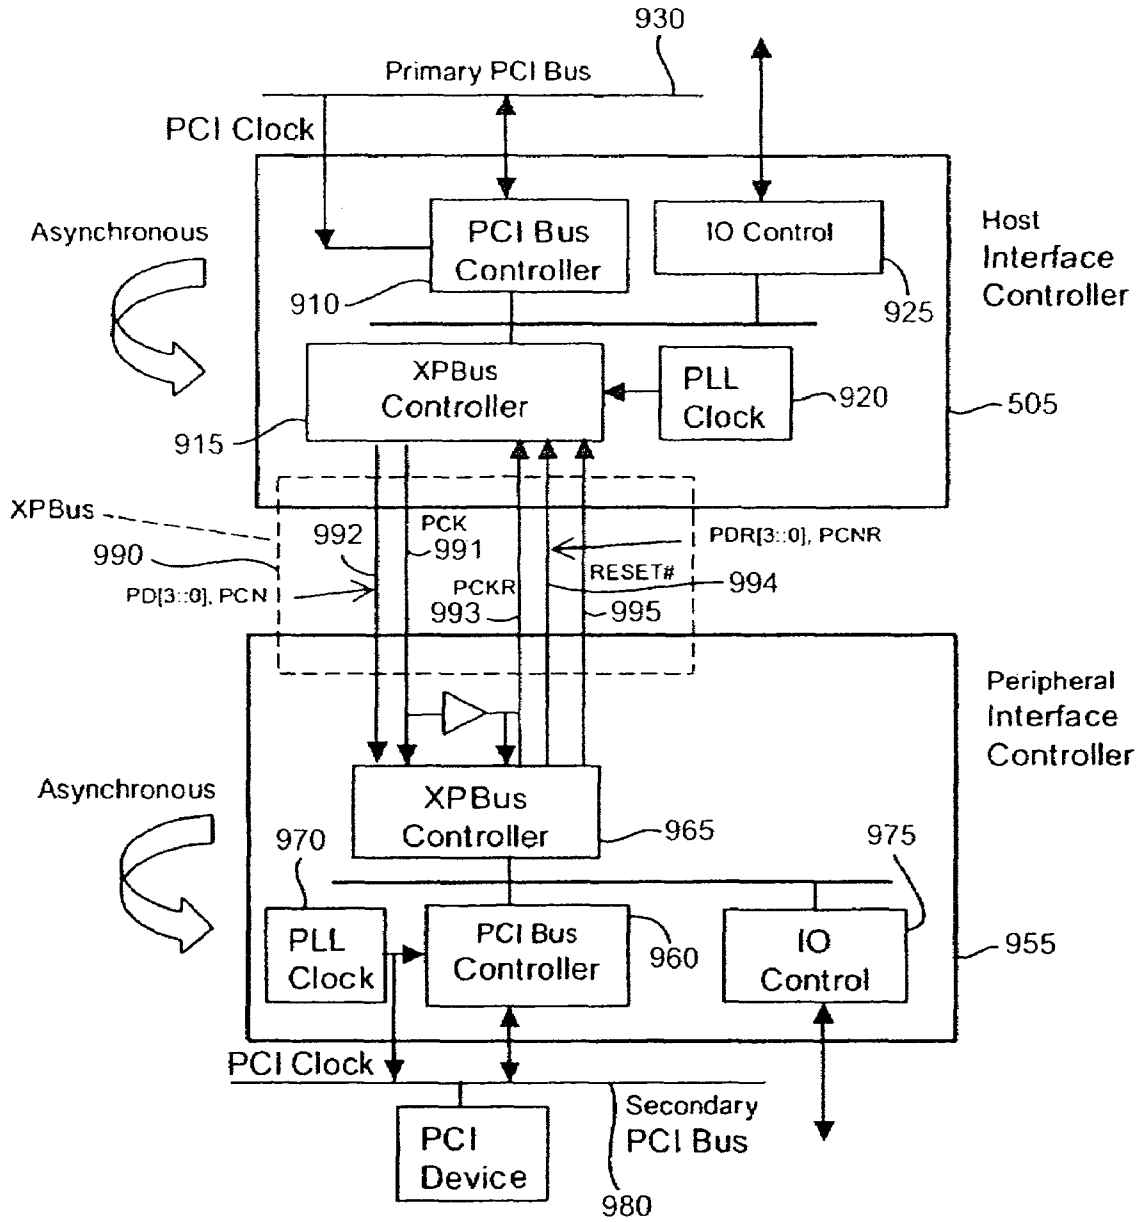 930
Primary PCI Bus
PCI Clock
Asynchronous
PCI Bus
Controller
910
IO Control
925
Host
Interface
Controller
XPBus
Controller
915
PLL
Clock
920
505
XPBus
990
992
PCK
991
PDR[3::0], PCNR
PD[3::0], PCN
PCKR
993
RESET#
994
995
Peripheral
Interface
Controller
Asynchronous
XPBus
Controller
965
970
975
PLL
Clock
PCI Bus
Controller
960
IO
Control
955
PCI Clock
Secondary
PCI Bus
PCI
Device
980